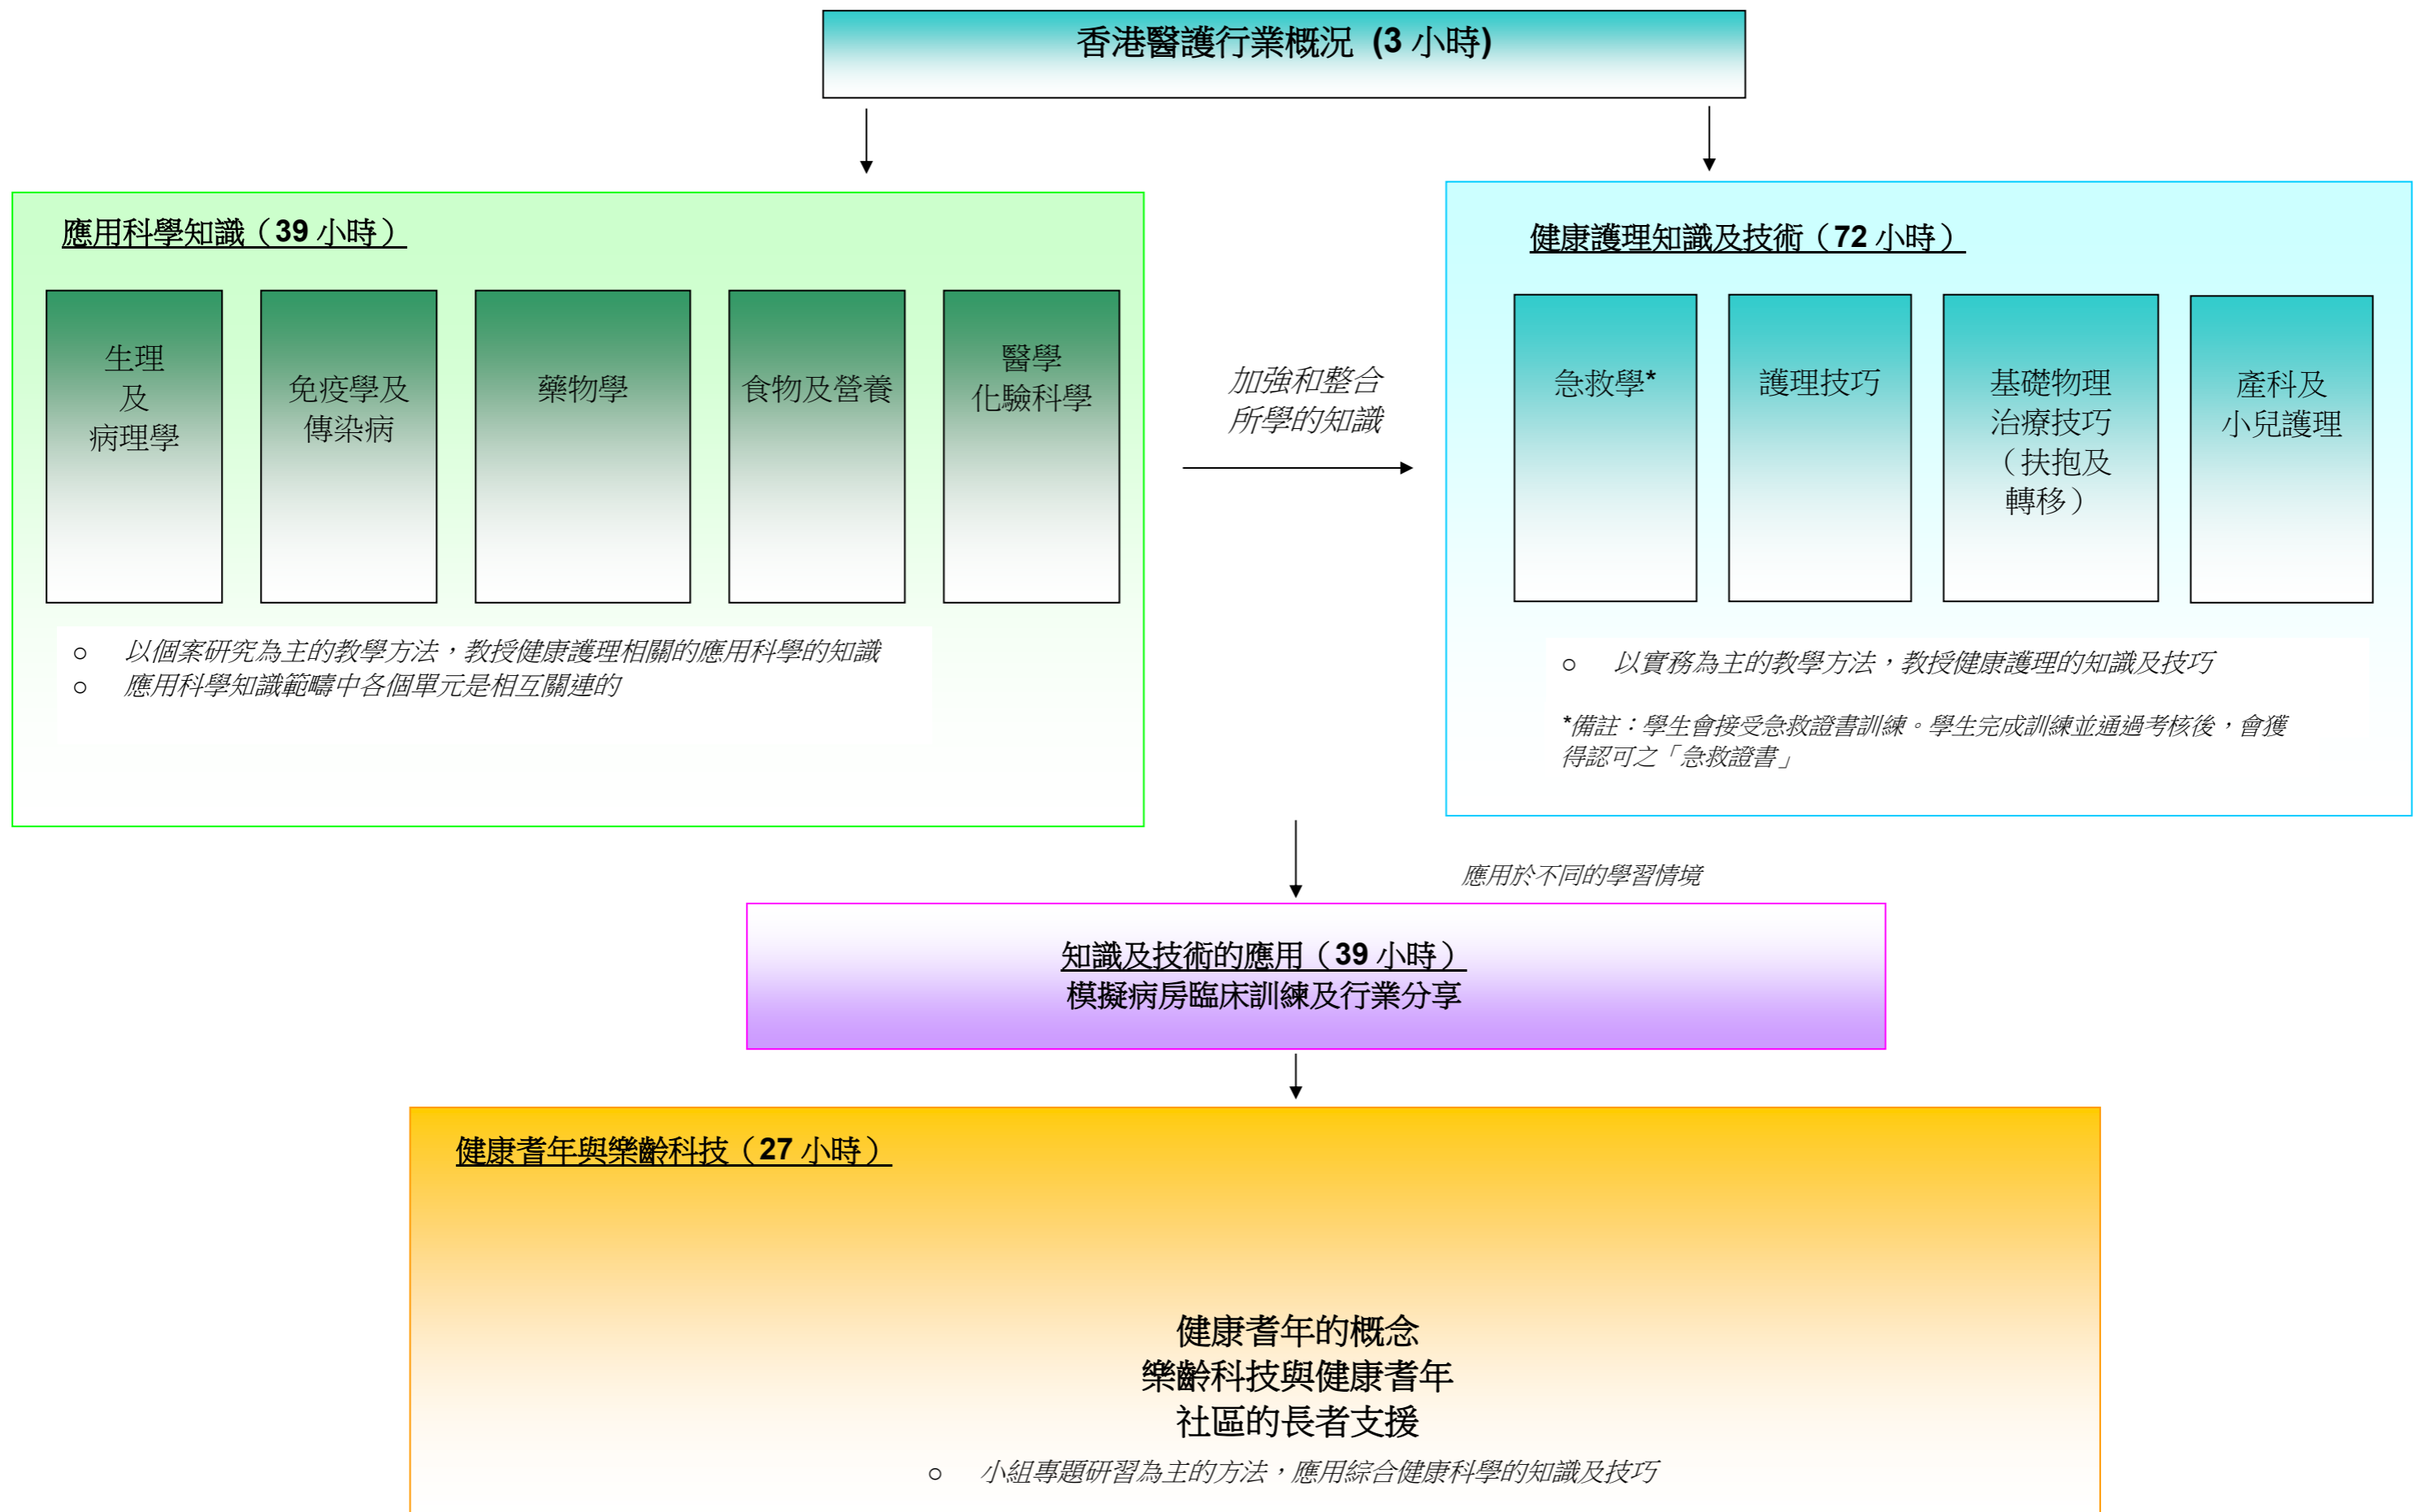 香港醫護行業概況 (3 小時)
應用科學知識（39 小時）
生理
及
病理學
免疫學及
傳染病
藥物學
食物及營養
醫學
化驗科學
○ 以個案研究為主的教學方法，教授健康護理相關的應用科學的知識
○ 應用科學知識範疇中各個單元是相互關連的
加強和整合
所學的知識
健康護理知識及技術（72 小時）
急救學*
護理技巧
基礎物理
治療技巧
（扶抱及
轉移）
產科及
小兒護理
○ 以實務為主的教學方法，教授健康護理的知識及技巧
*備註：學生會接受急救證書訓練。學生完成訓練並通過考核後，會獲
得認可之「急救證書」
應用於不同的學習情境
知識及技術的應用（39 小時）
模擬病房臨床訓練及行業分享
健康耆年與樂齡科技（27 小時）
健康耆年的概念
樂齡科技與健康耆年
社區的長者支援
○ 小組專題研習為主的方法，應用綜合健康科學的知識及技巧